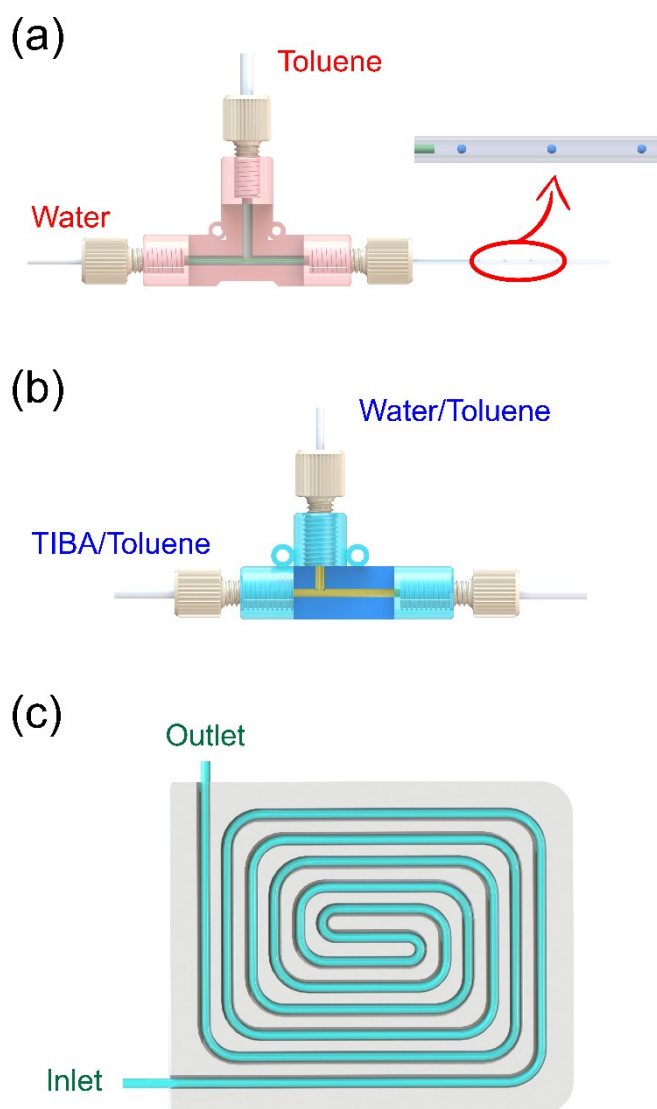 (a)
Toluene
Water
(b)
Water/Toluene
TIBA/Toluene
(c)
Outlet
Inlet